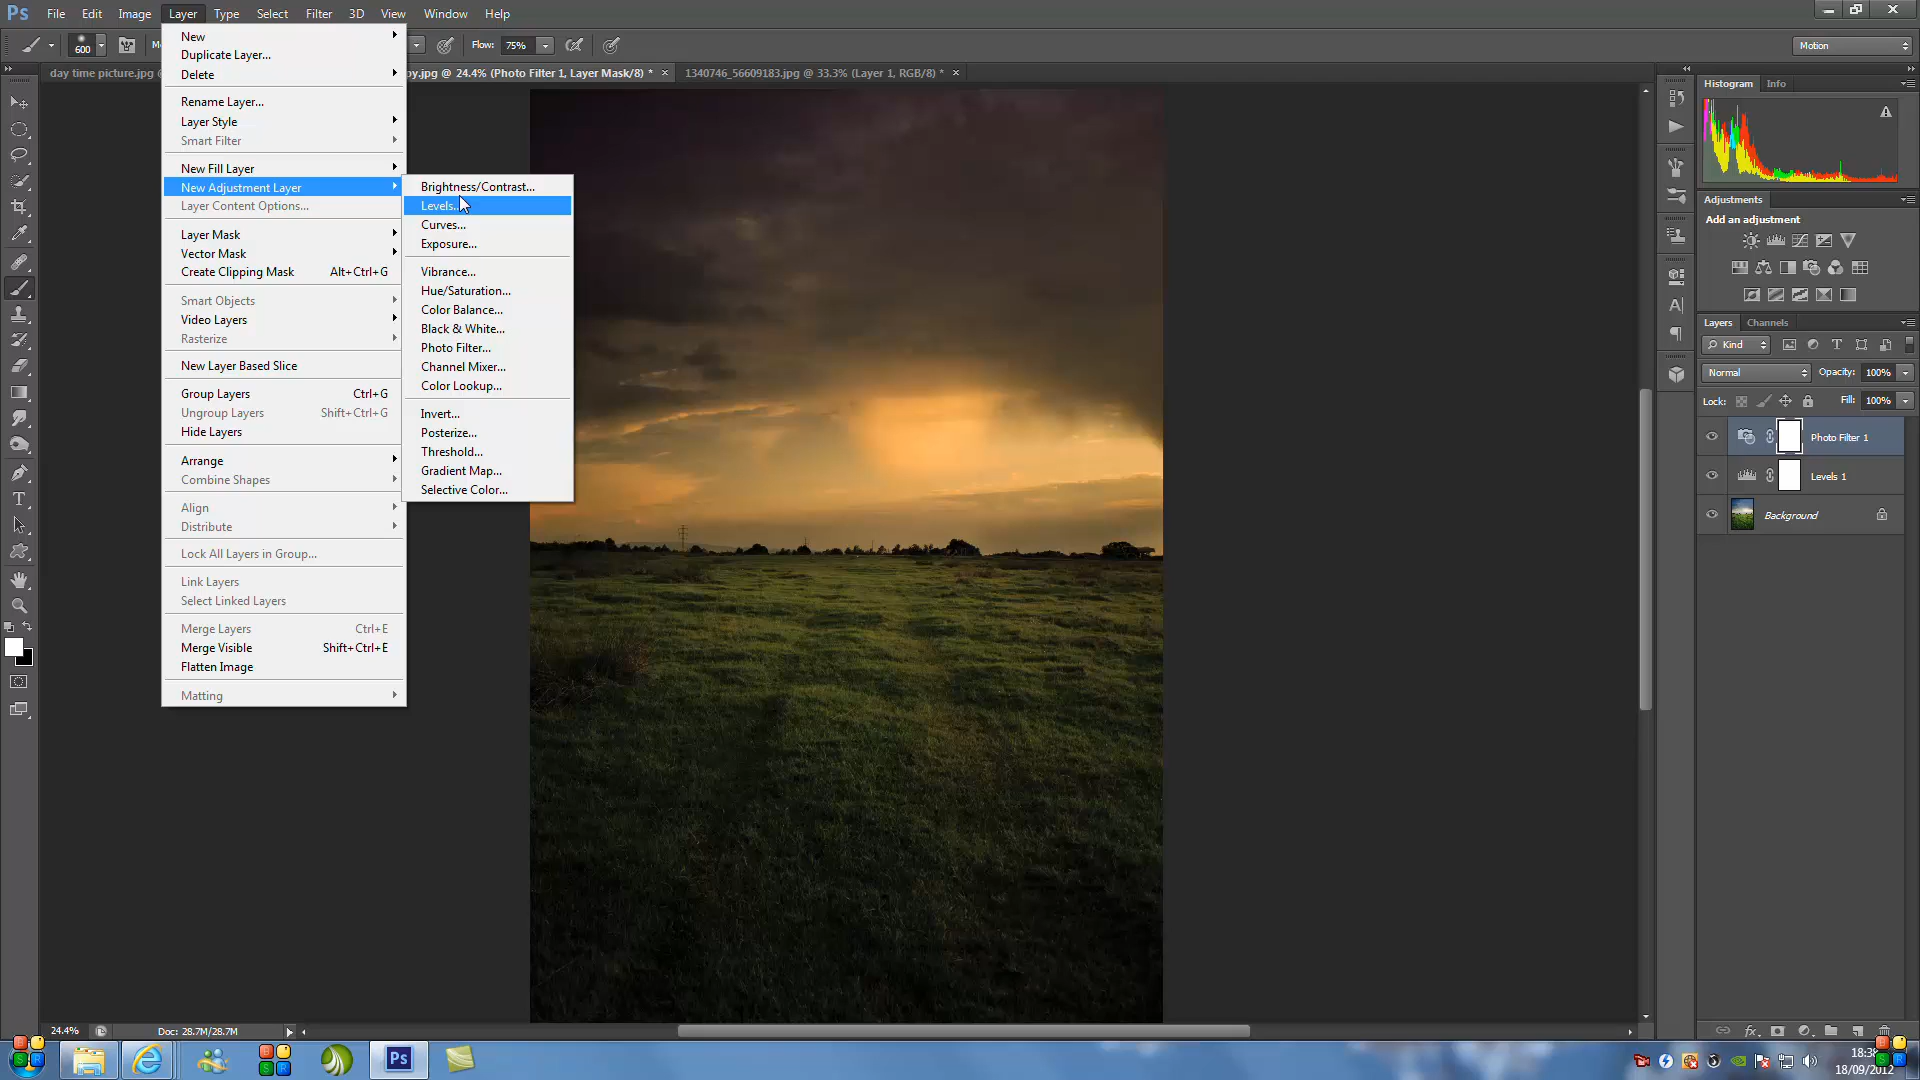 Ps File Edit Image Layer Type Select Filter 3D View Window Help
600 Flow: 75% Motion
day time picture.jpg @ py.jpg @ 24.4% (Photo Filter 1, Layer Mask/8) * × 1340746_56609183.jpg @ 33.3% (Layer 1, RGB/8) * ×
New
Duplicate Layer...
Delete
Rename Layer...
Layer Style
Smart Filter
New Fill Layer
New Adjustment Layer
Layer Content Options...
Layer Mask
Vector Mask
Create Clipping Mask Alt+Ctrl+G
Smart Objects
Video Layers
Rasterize
New Layer Based Slice
Group Layers Ctrl+G
Ungroup Layers Shift+Ctrl+G
Hide Layers
Arrange
Combine Shapes
Align
Distribute
Lock All Layers in Group...
Link Layers
Select Linked Layers
Merge Layers Ctrl+E
Merge Visible Shift+Ctrl+E
Flatten Image
Matting
Brightness/Contrast...
Levels...
Curves...
Exposure...
Vibrance...
Hue/Saturation...
Color Balance...
Black & White...
Photo Filter...
Channel Mixer...
Color Lookup...
Invert...
Posterize...
Threshold...
Gradient Map...
Selective Color...
Histogram Info
Adjustments
Add an adjustment
Layers Channels
Kind
Normal Opacity: 100%
Lock: Fill: 100%
Photo Filter 1
Levels 1
Background
24.4% Doc: 28.7M/28.7M
Ps
18:38
18/09/2012